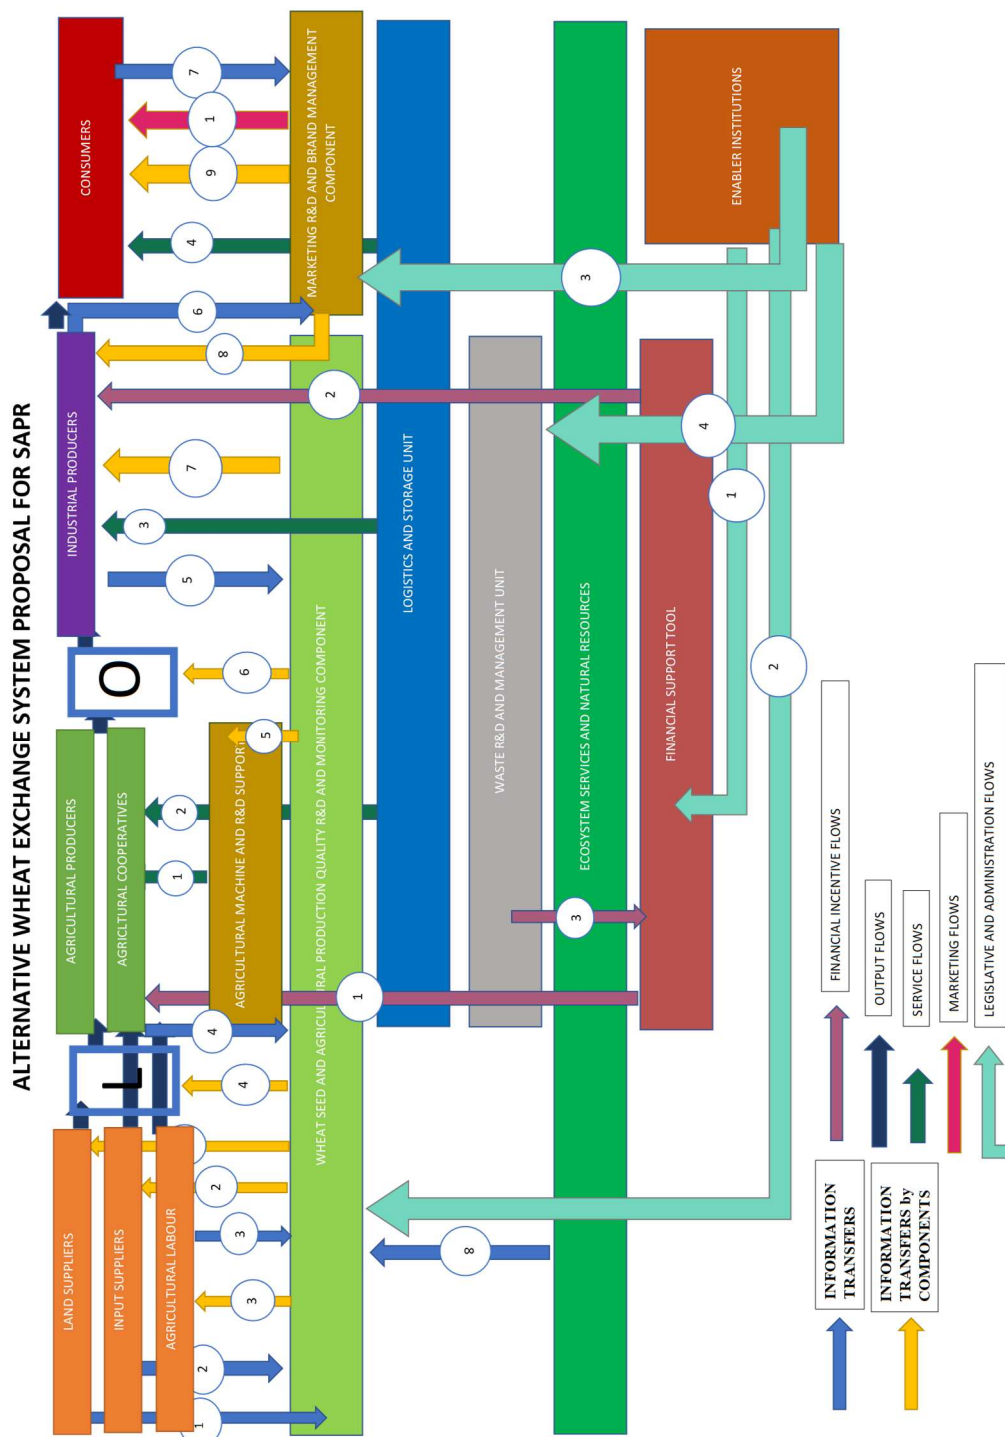 ALTERNATIVE WHEAT EXCHANGE SYSTEM PROPOSAL FOR SAPR
LAND SUPPLIERS
INPUT SUPPLIERS
AGRICULTURAL LABOUR
L
AGRICULTURAL PRODUCERS
AGRICLTURAL COOPERATIVES
O
INDUSTRIAL PRODUCERS
CONSUMERS
1
2
3
3
2
4
4
1
2
5
6
5
3
7
8
6
4
9
1
7
AGRICULTURAL MACHINE AND R&D SUPPORT
WHEAT SEED AND AGRICULTURAL PRODUCTION QUALITY R&D AND MONITORING COMPONENT
MARKETING R&D AND BRAND MANAGEMENT
COMPONENT
1
2
LOGISTICS AND STORAGE UNIT
8
WASTE R&D AND MANAGEMENT UNIT
3
3
ECOSYSTEM SERVICES AND NATURAL RESOURCES
FINANCIAL SUPPORT TOOL
4
1
2
ENABLER INSTITUTIONS
INFORMATION
TRANSFERS
INFORMATION
TRANSFERS by
COMPONENTS
FINANCIAL INCENTIVE FLOWS
OUTPUT FLOWS
SERVICE FLOWS
MARKETING FLOWS
LEGISLATIVE AND ADMINISTRATION FLOWS